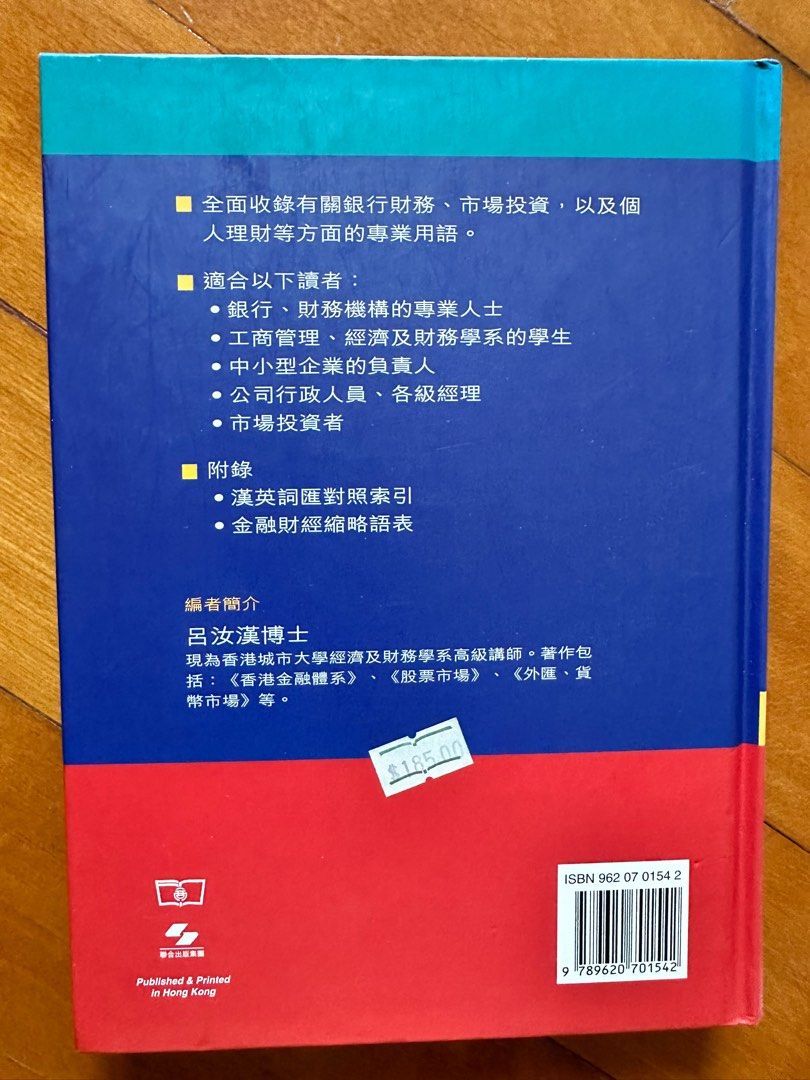 ■ 全面收錄有關銀行財務、市場投資，以及個
人理財等方面的專業用語。
■ 適合以下讀者：
• 銀行、財務機構的專業人士
• 工商管理、經濟及財務學系的學生
• 中小型企業的負責人
• 公司行政人員、各級經理
• 市場投資者
■ 附錄
• 漢英詞匯對照索引
• 金融財經縮略語表
編者簡介
呂汝漢博士
現為香港城市大學經濟及財務學系高級講師。著作包
括：《香港金融體系》、《股票市場》、《外匯、貨
幣市場》等。
$185.00
商
聯合出版集團
Published & Printed
in Hong Kong
ISBN 962 07 0154 2
9 789620 701542